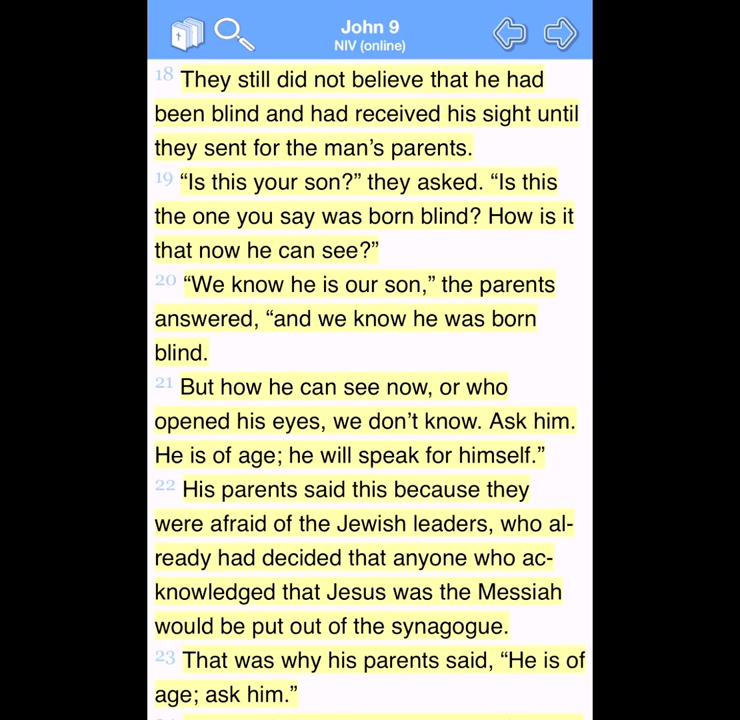 John 9
NIV (online)
18 They still did not believe that he had
been blind and had received his sight until
they sent for the man’s parents.
19 “Is this your son?” they asked. “Is this
the one you say was born blind? How is it
that now he can see?”
20 “We know he is our son,” the parents
answered, “and we know he was born
blind.
21 But how he can see now, or who
opened his eyes, we don’t know. Ask him.
He is of age; he will speak for himself.”
22 His parents said this because they
were afraid of the Jewish leaders, who al-
ready had decided that anyone who ac-
knowledged that Jesus was the Messiah
would be put out of the synagogue.
23 That was why his parents said, “He is of
age; ask him.”